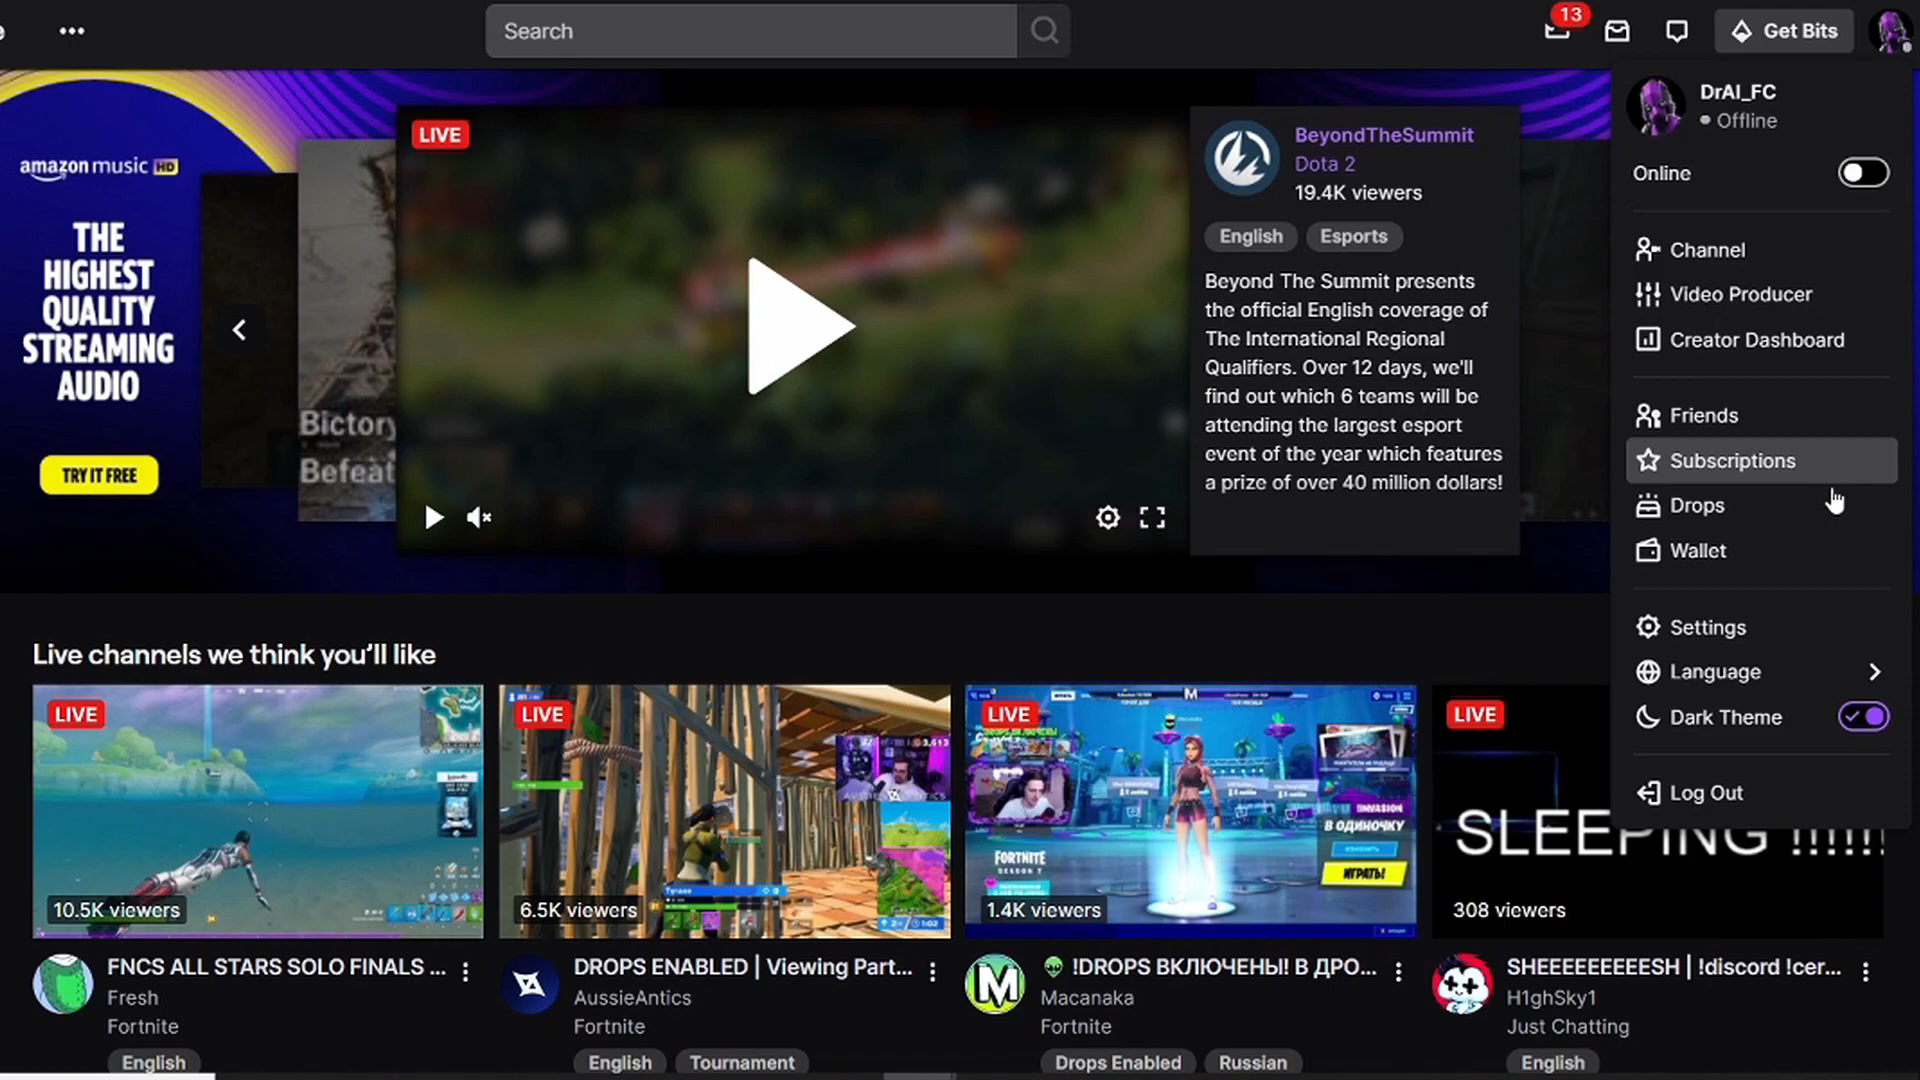 Search
13
Get Bits
amazon music HD
THE
HIGHEST
QUALITY
STREAMING
AUDIO
TRY IT FREE
Bictory
Defeat
LIVE
BeyondTheSummit
Dota 2
19.4K viewers
English Esports
Beyond The Summit presents
the official English coverage of
The International Regional
Qualifiers. Over 12 days, we'll
find out which 6 teams will be
attending the largest esport
event of the year which features
a prize of over 40 million dollars!
DrAI_FC
Offline
Online
Channel
Video Producer
Creator Dashboard
Friends
Subscriptions
Drops
Wallet
Settings
Language
Dark Theme
Log Out
Live channels we think you'll like
LIVE
10.5K viewers
FNCS ALL STARS SOLO FINALS ...
Fresh
Fortnite
English
LIVE
6.5K viewers
DROPS ENABLED | Viewing Part...
AussieAntics
Fortnite
English Tournament
LIVE
FORTNITE
!NVASION
В ОДИНОЧКУ
ИГРАТЬ!
1.4K viewers
!DROPS ВКЛЮЧЕНЫ! В ДРО...
Macanaka
Fortnite
Drops Enabled Russian
LIVE
SLEEPING !!!!!!
308 viewers
SHEEEEEEEEESH | !discord !cer...
H1ghSky1
Just Chatting
English